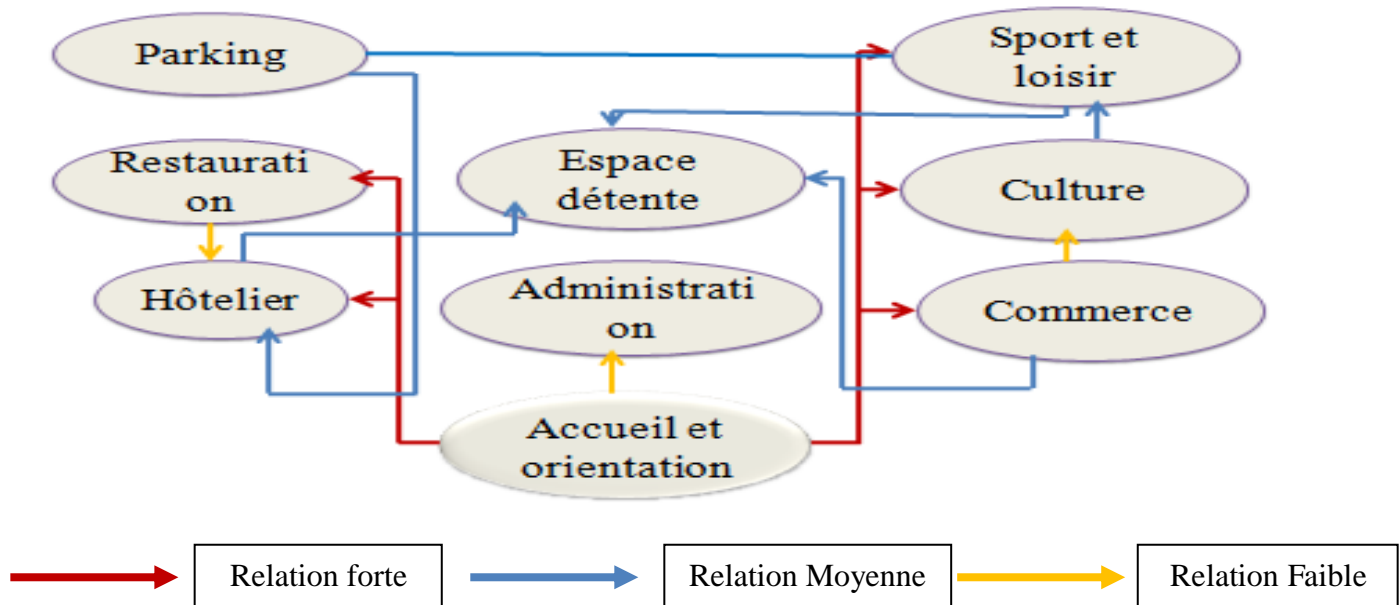 Parking
Sport et
loisir
Restaurati
on
Espace
détente
Culture
Hôtelier
Administrati
on
Commerce
Accueil et
orientation
Relation forte
Relation Moyenne
Relation Faible